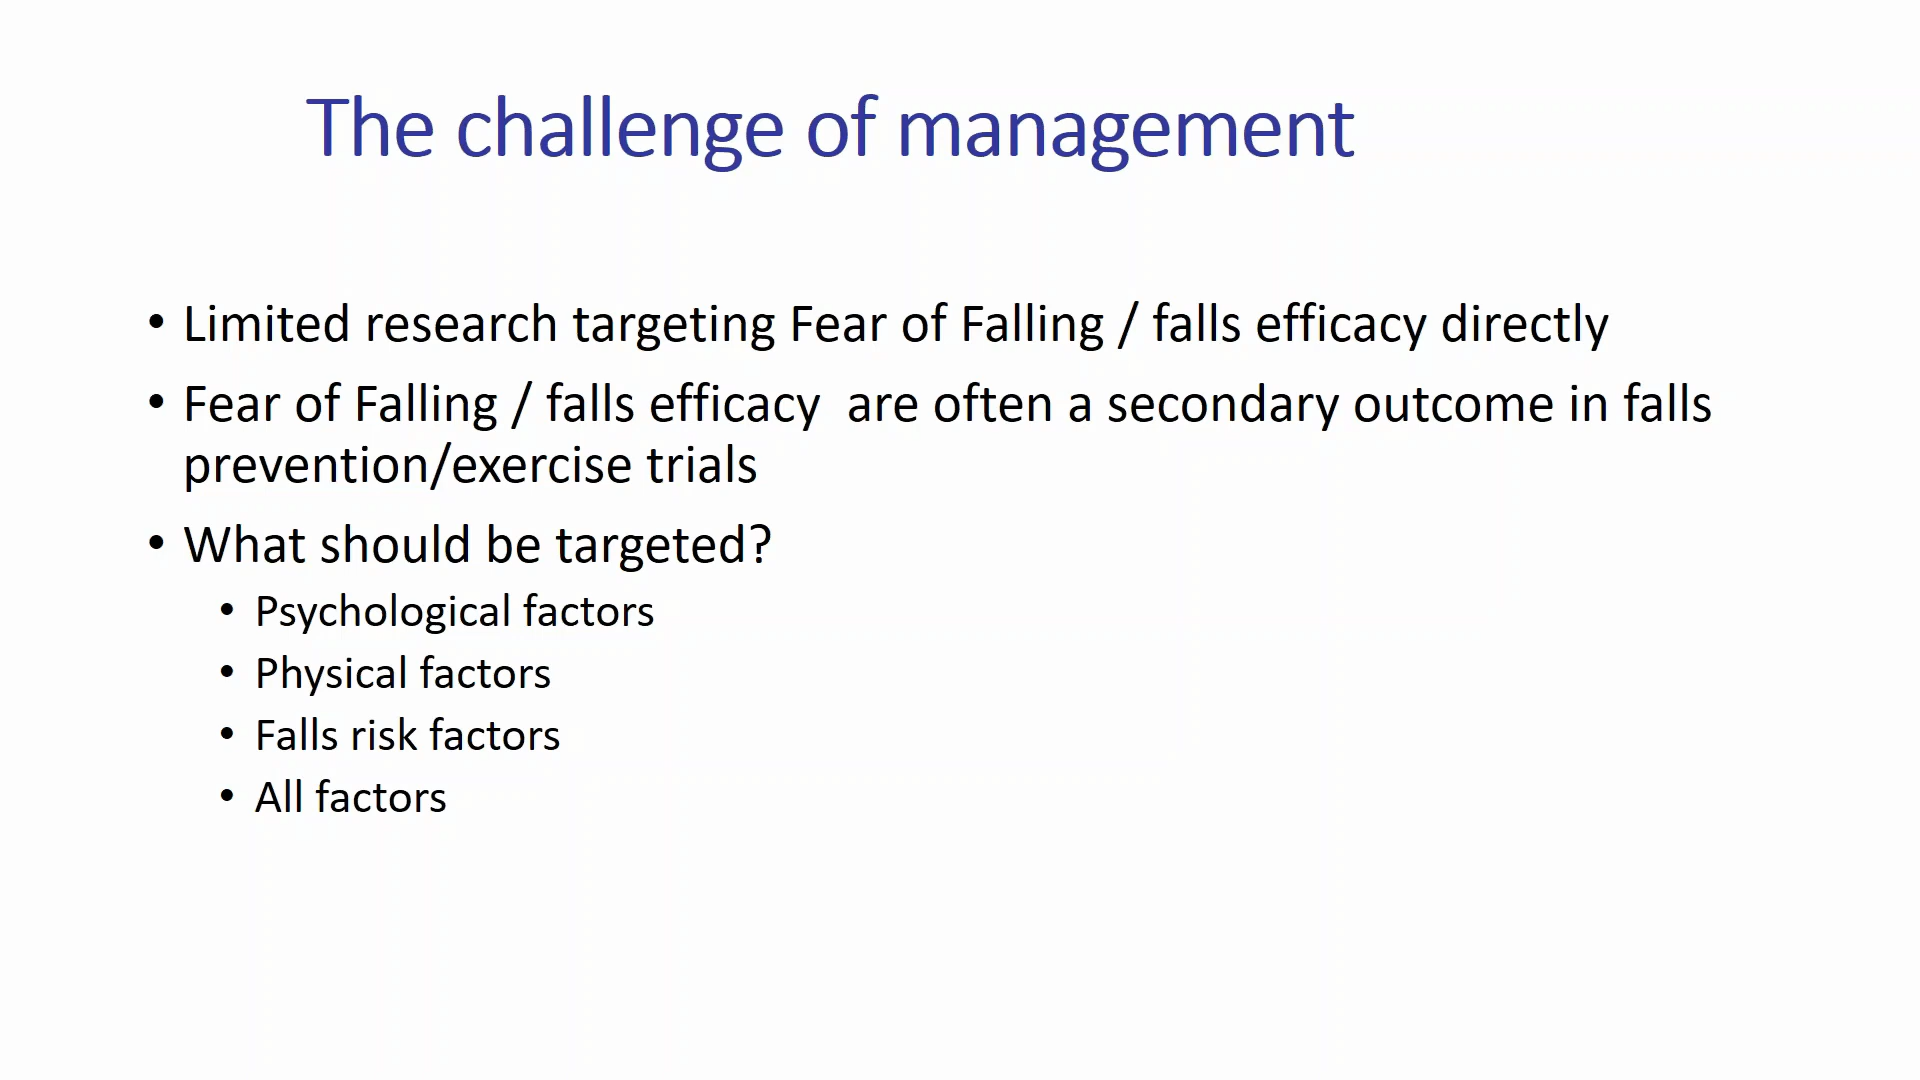 The challenge of management
• Limited research targeting Fear of Falling / falls efficacy directly
• Fear of Falling / falls efficacy  are often a secondary outcome in falls
prevention/exercise trials
• What should be targeted?
• Psychological factors
• Physical factors
• Falls risk factors
• All factors